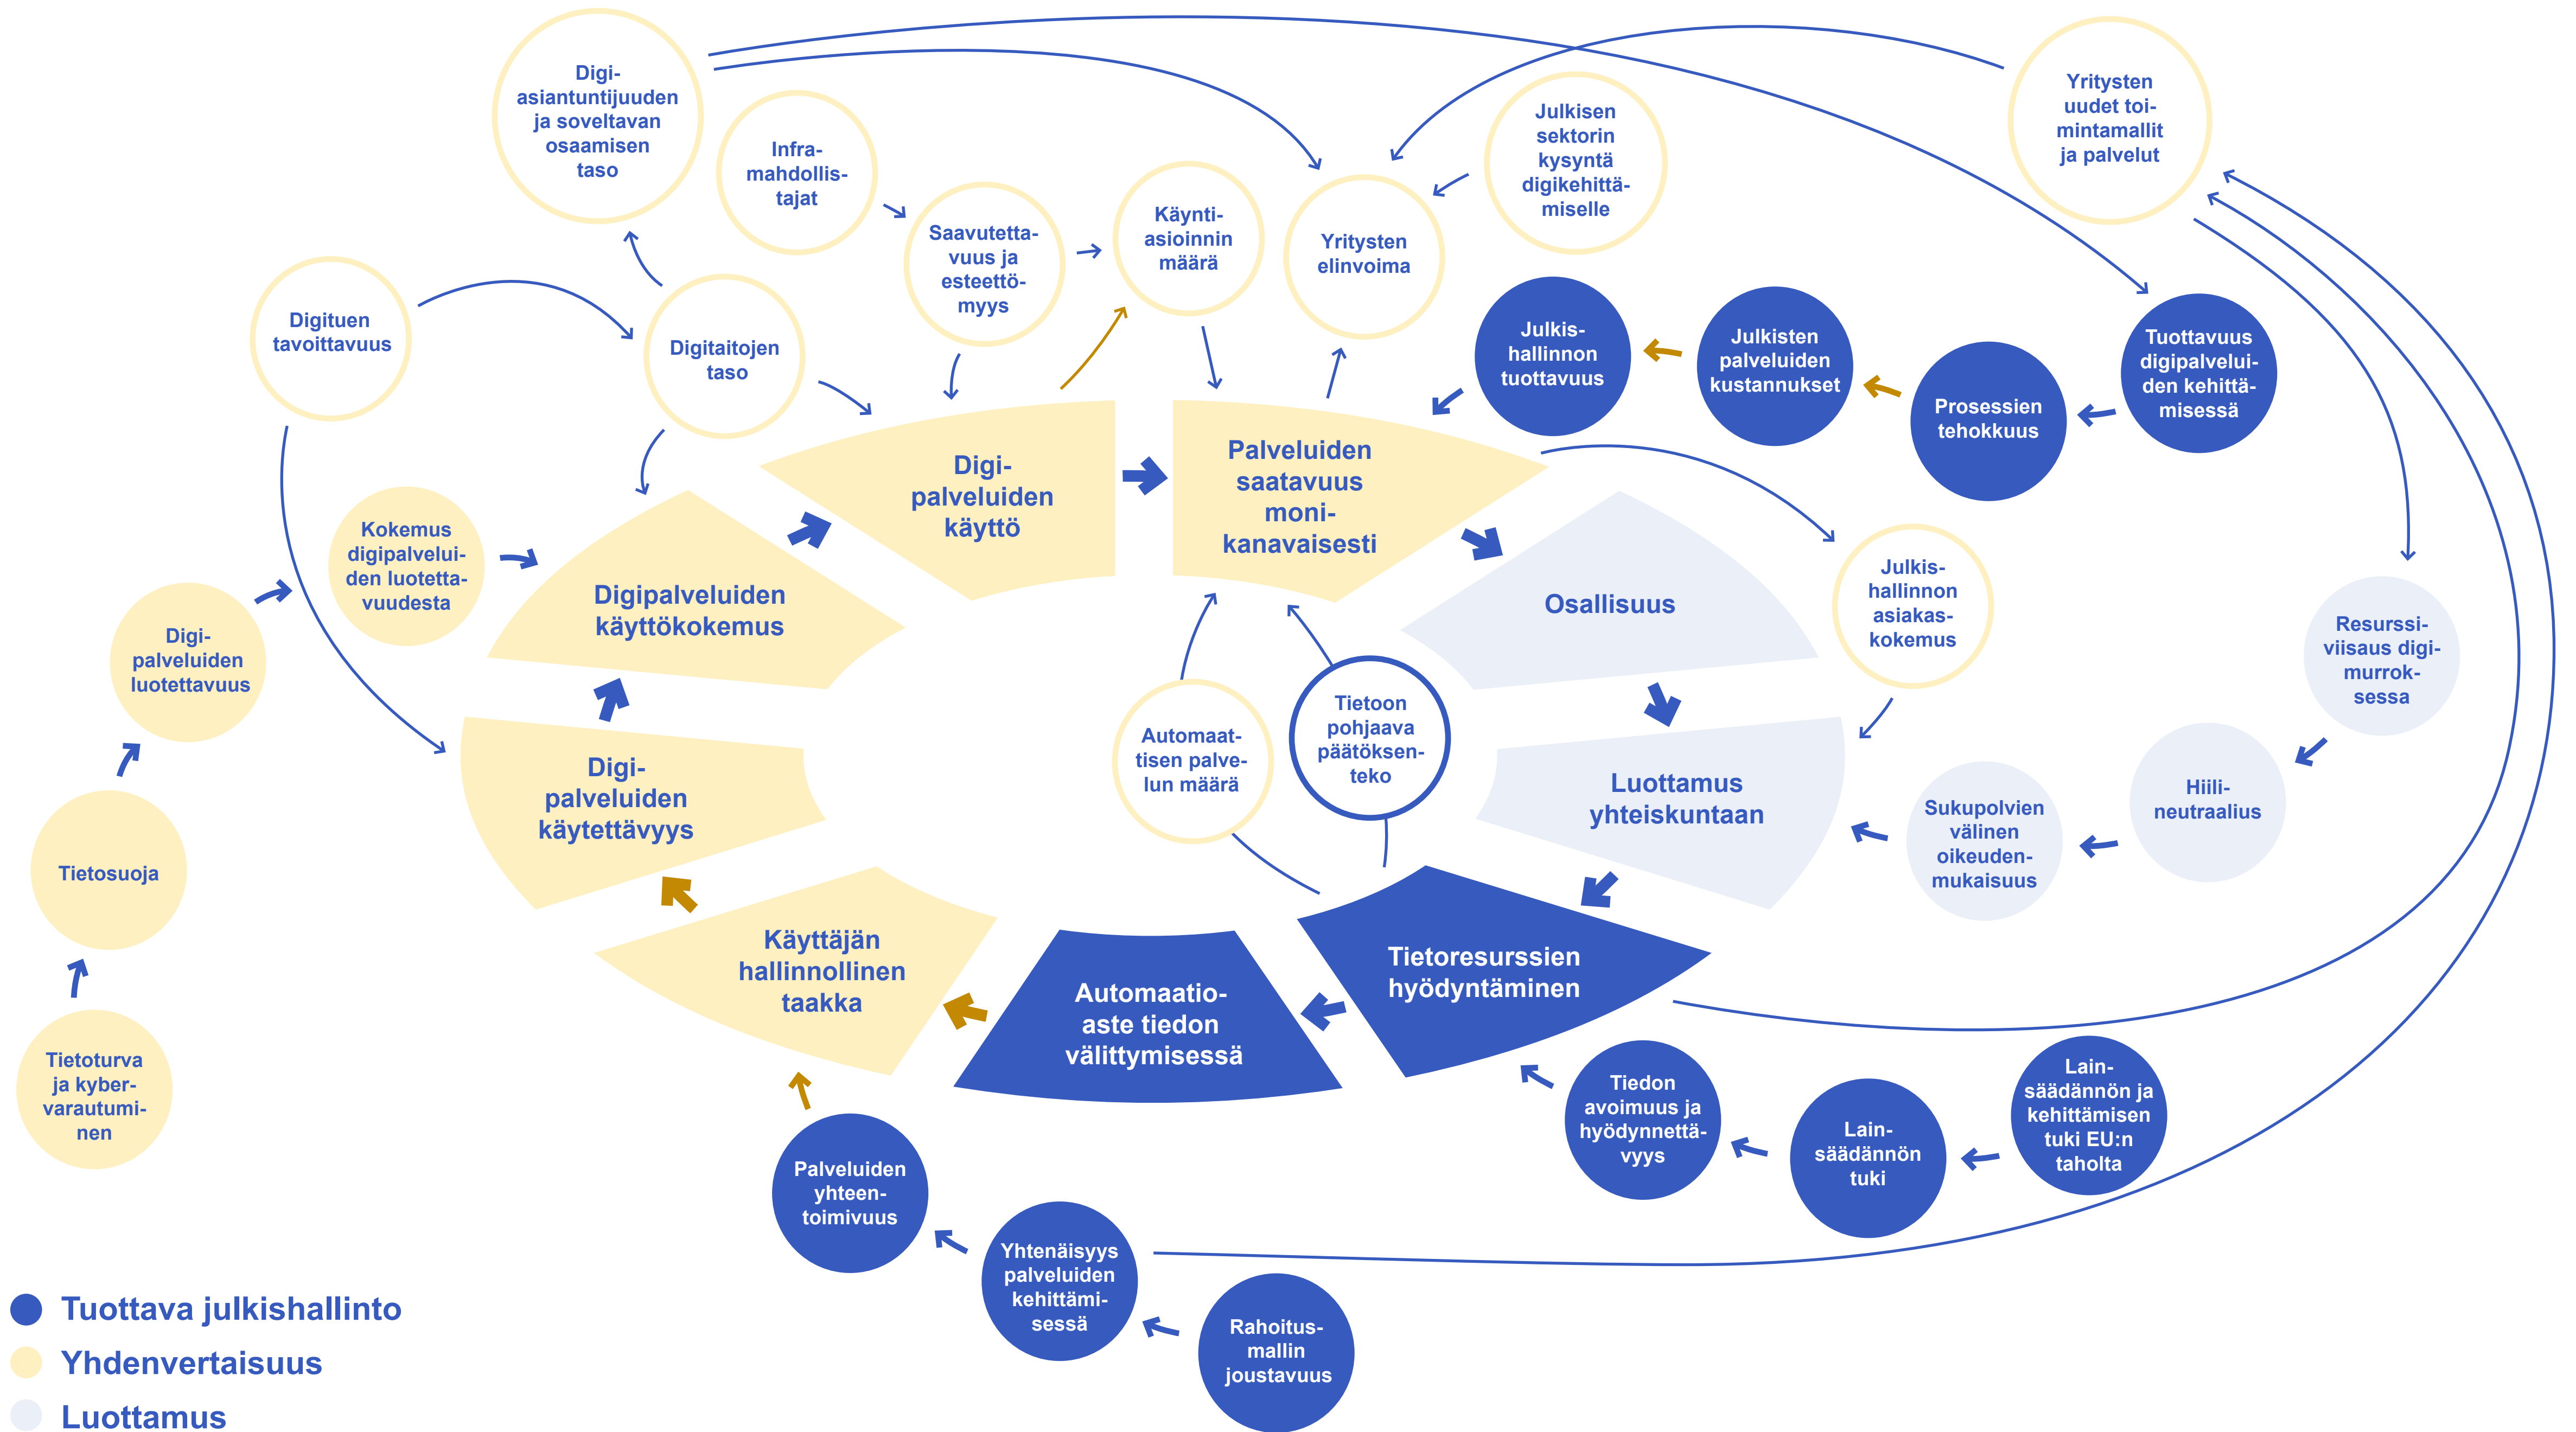 Digi-
asiantuntijuuden
ja soveltavan
osaamisen
taso
Infra-
mahdollis-
tajat
Saavutetta-
vuus ja
esteettö-
myys
Käynti-
asioinnin
määrä
Yritysten
elinvoima
Julkisen
sektorin
kysyntä
digikehittä-
miselle
Yritysten
uudet toi-
mintamallit
ja palvelut
Digituen
tavoittavuus
Digitaitojen
taso
Julkis-
hallinnon
tuottavuus
Julkisten
palveluiden
kustannukset
Prosessien
tehokkuus
Tuottavuus
digipalvelui-
den kehittä-
misessä
Digi-
palveluiden
käyttö
Palveluiden
saatavuus
moni-
kanavaisesti
Kokemus
digipalvelui-
den luotetta-
vuudesta
Digipalveluiden
käyttökokemus
Osallisuus
Julkis-
hallinnon
asiakas-
kokemus
Resurssi-
viisaus digi-
murrok-
sessa
Digi-
palveluiden
luotettavuus
Automaat-
tisen palve-
lun määrä
Tietoon
pohjaava
päätöksen-
teko
Digi-
palveluiden
käytettävyys
Luottamus
yhteiskuntaan
Sukupolvien
välinen
oikeuden-
mukaisuus
Hiili-
neutraalius
Tietosuoja
Käyttäjän
hallinnollinen
taakka
Automaatio-
aste tiedon
välittymisessä
Tietoresurssien
hyödyntäminen
Tietoturva
ja kyber-
varautumi-
nen
Tiedon
avoimuus ja
hyödynnettä-
vyys
Lain-
säädännön
tuki
Lain-
säädännön ja
kehittämisen
tuki EU:n
taholta
Palveluiden
yhteen-
toimivuus
Yhtenäisyys
palveluiden
kehittämi-
sessä
Rahoitus-
mallin
joustavuus
Tuottava julkishallinto
Yhdenvertaisuus
Luottamus